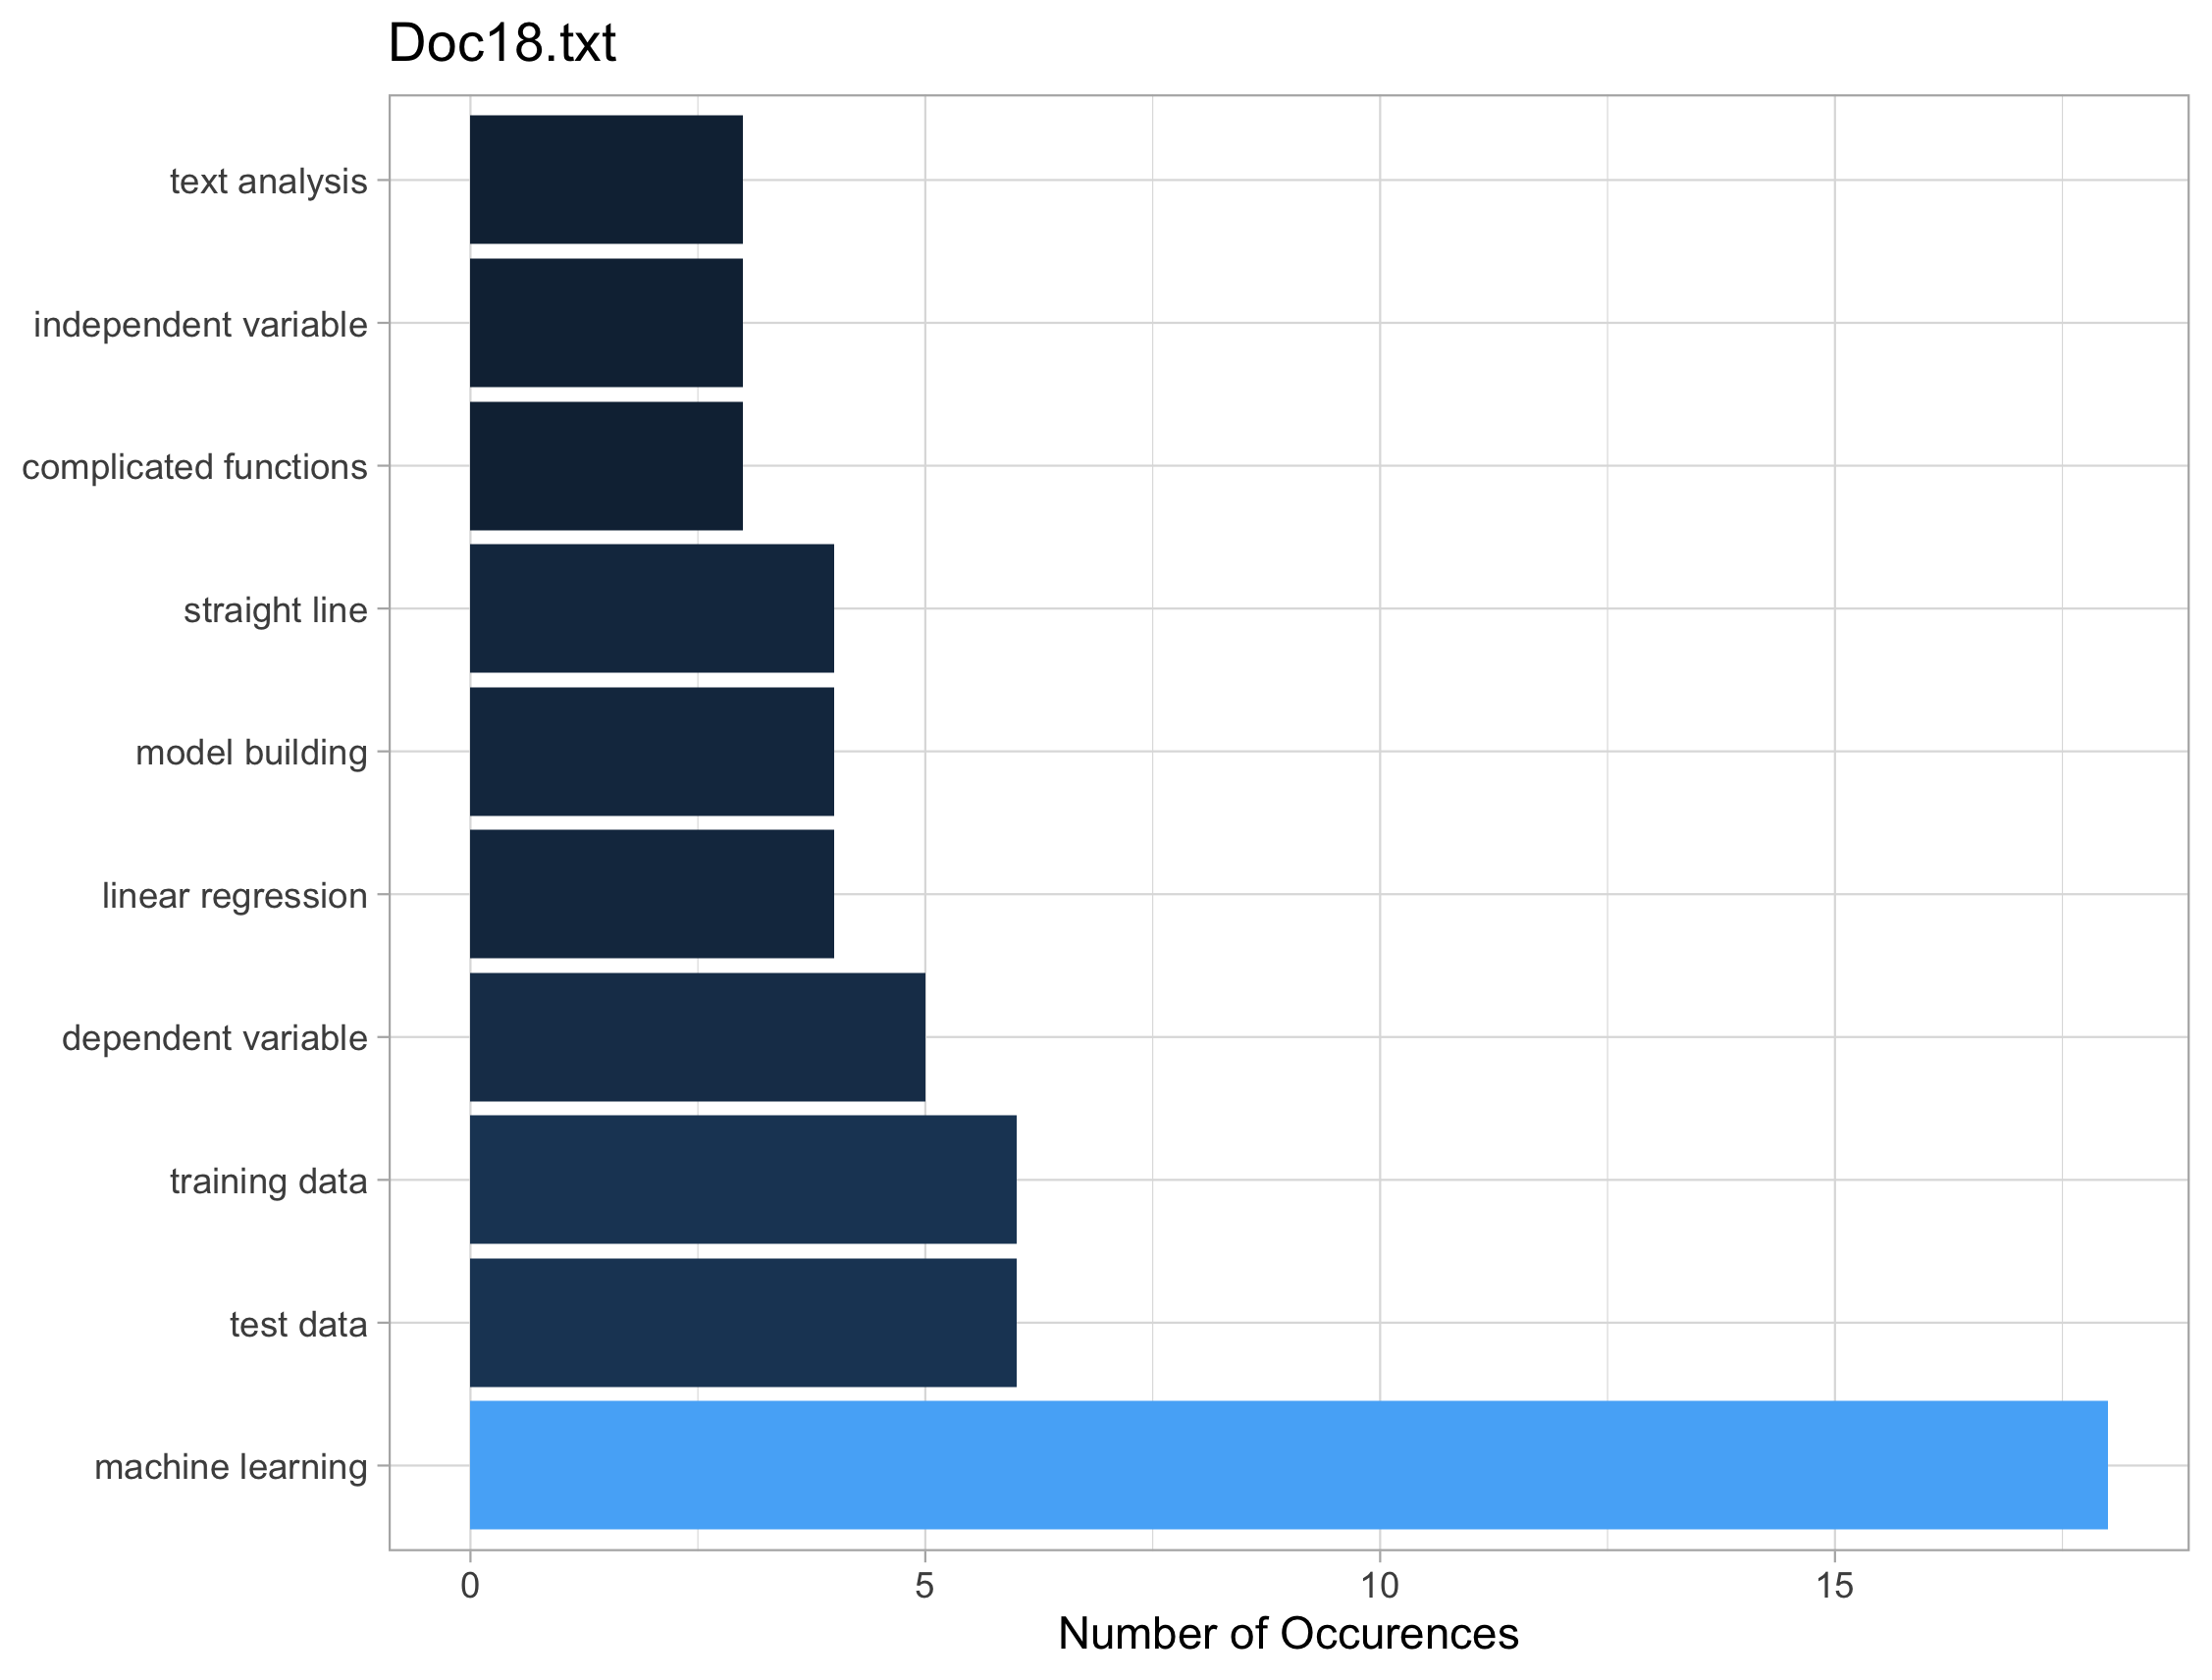 Doc18.txt
text analysis
independent variable
complicated functions
straight line
model building
linear regression
dependent variable
training data
test data
machine learning
0 5 10 15
Number of Occurences